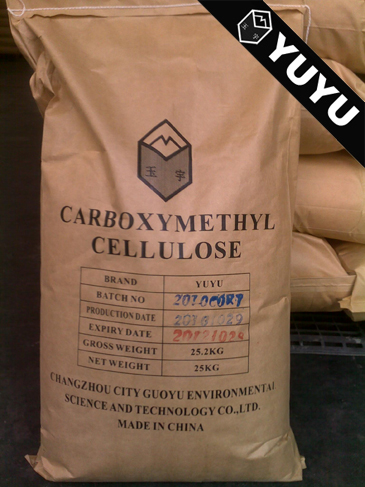 YUYU
玉 宇
CARBOXYMETHYL
CELLULOSE
BRAND YUYU
BATCH NO
PRODUCTION DATE
EXPIRY DATE
GROSS WEIGHT 25.2KG
NET WEIGHT 25KG
CHANGZHOU CITY GUOYU ENVIRONMENTAL
SCIENCE AND TECHNOLOGY CO.,LTD.
MADE IN CHINA